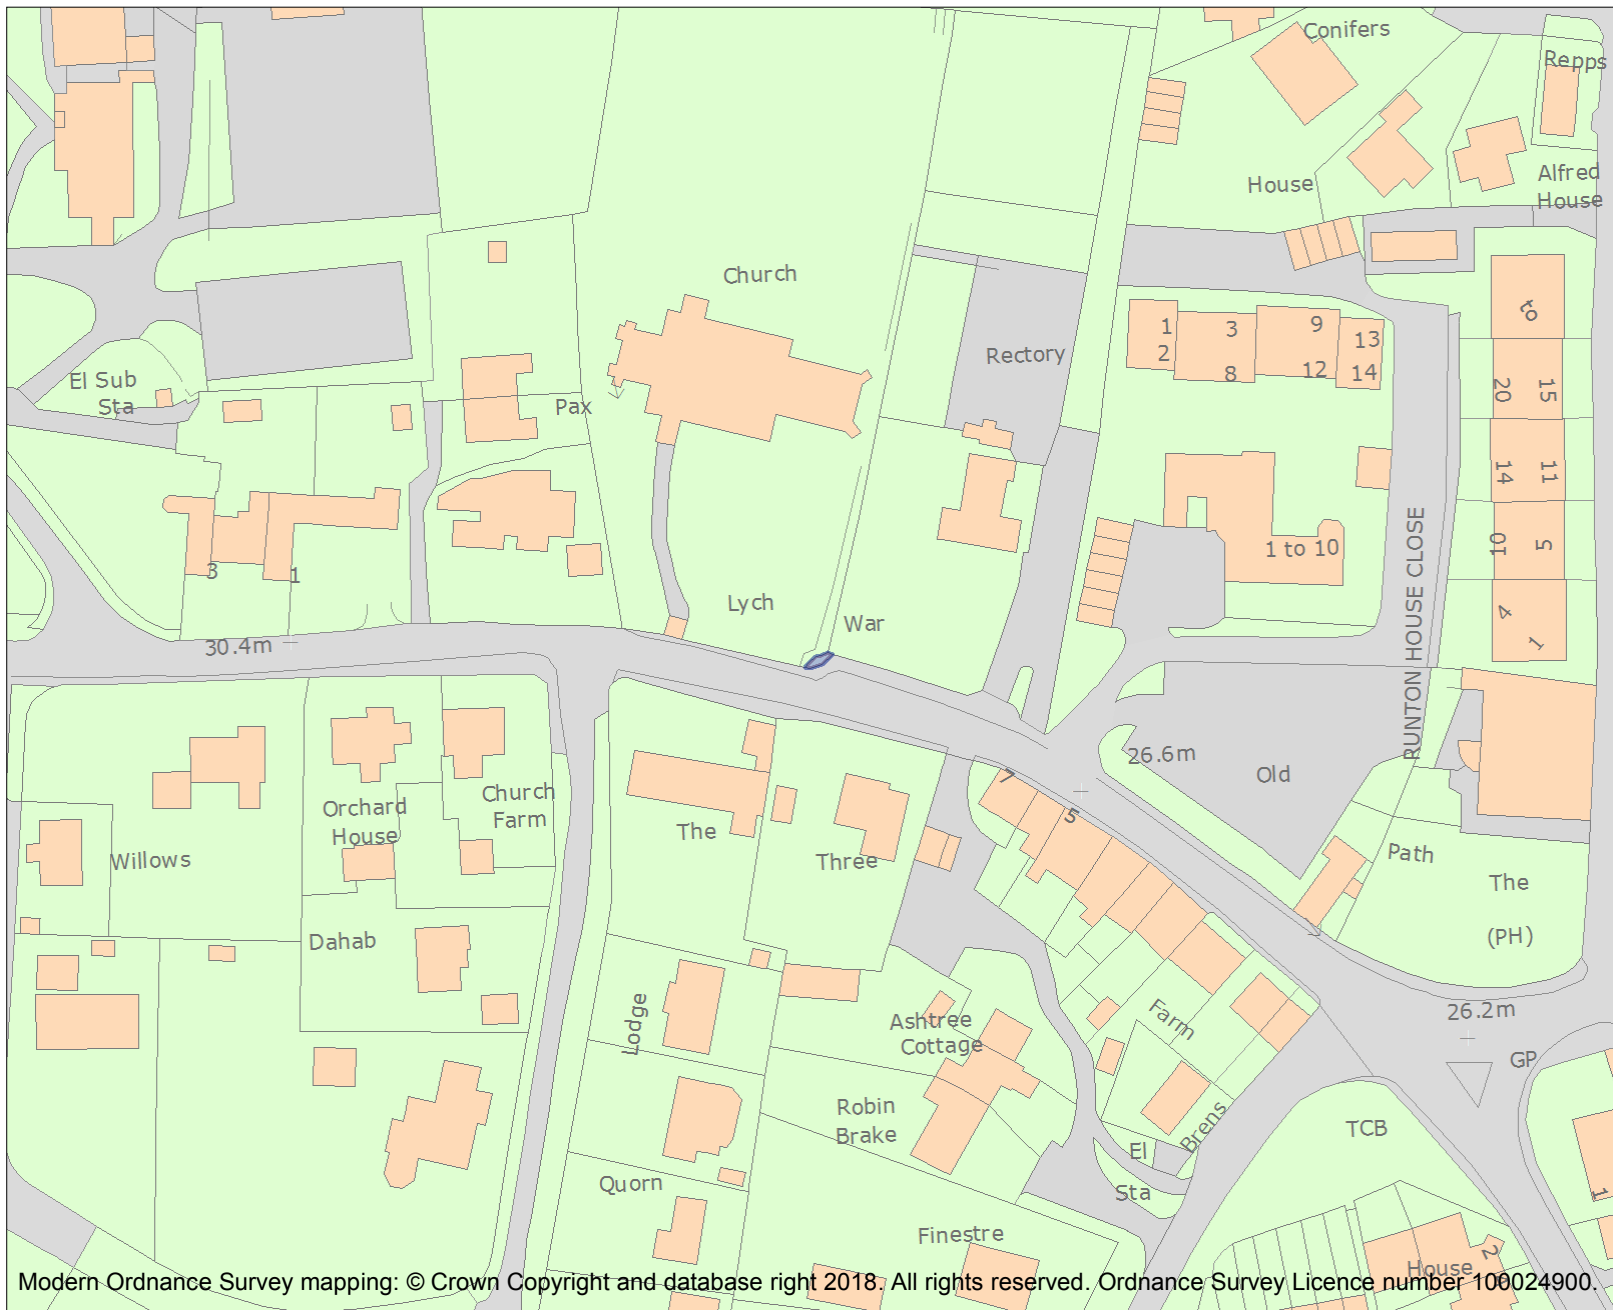 Conifers
Repps
House
Alfred
House
Church
to
1
2
3
8
9
12
13
14
Rectory
El Sub
Sta
Pax
20
15
14
11
10
5
4
1
1 to 10
RUNTON HOUSE CLOSE
3
1
Lych
War
30.4m
26.6m
Old
7
5
Orchard
House
Church
Farm
Willows
The
Three
Path
The
(PH)
Dahab
Lodge
Ashtree
Cottage
Farm
26.2m
GP
Robin
Brake
Brens
TCB
El
Sta
Quorn
Finestre
House
2
1
Modern Ordnance Survey mapping: © Crown Copyright and database right 2018. All rights reserved. Ordnance Survey Licence number 100024900.